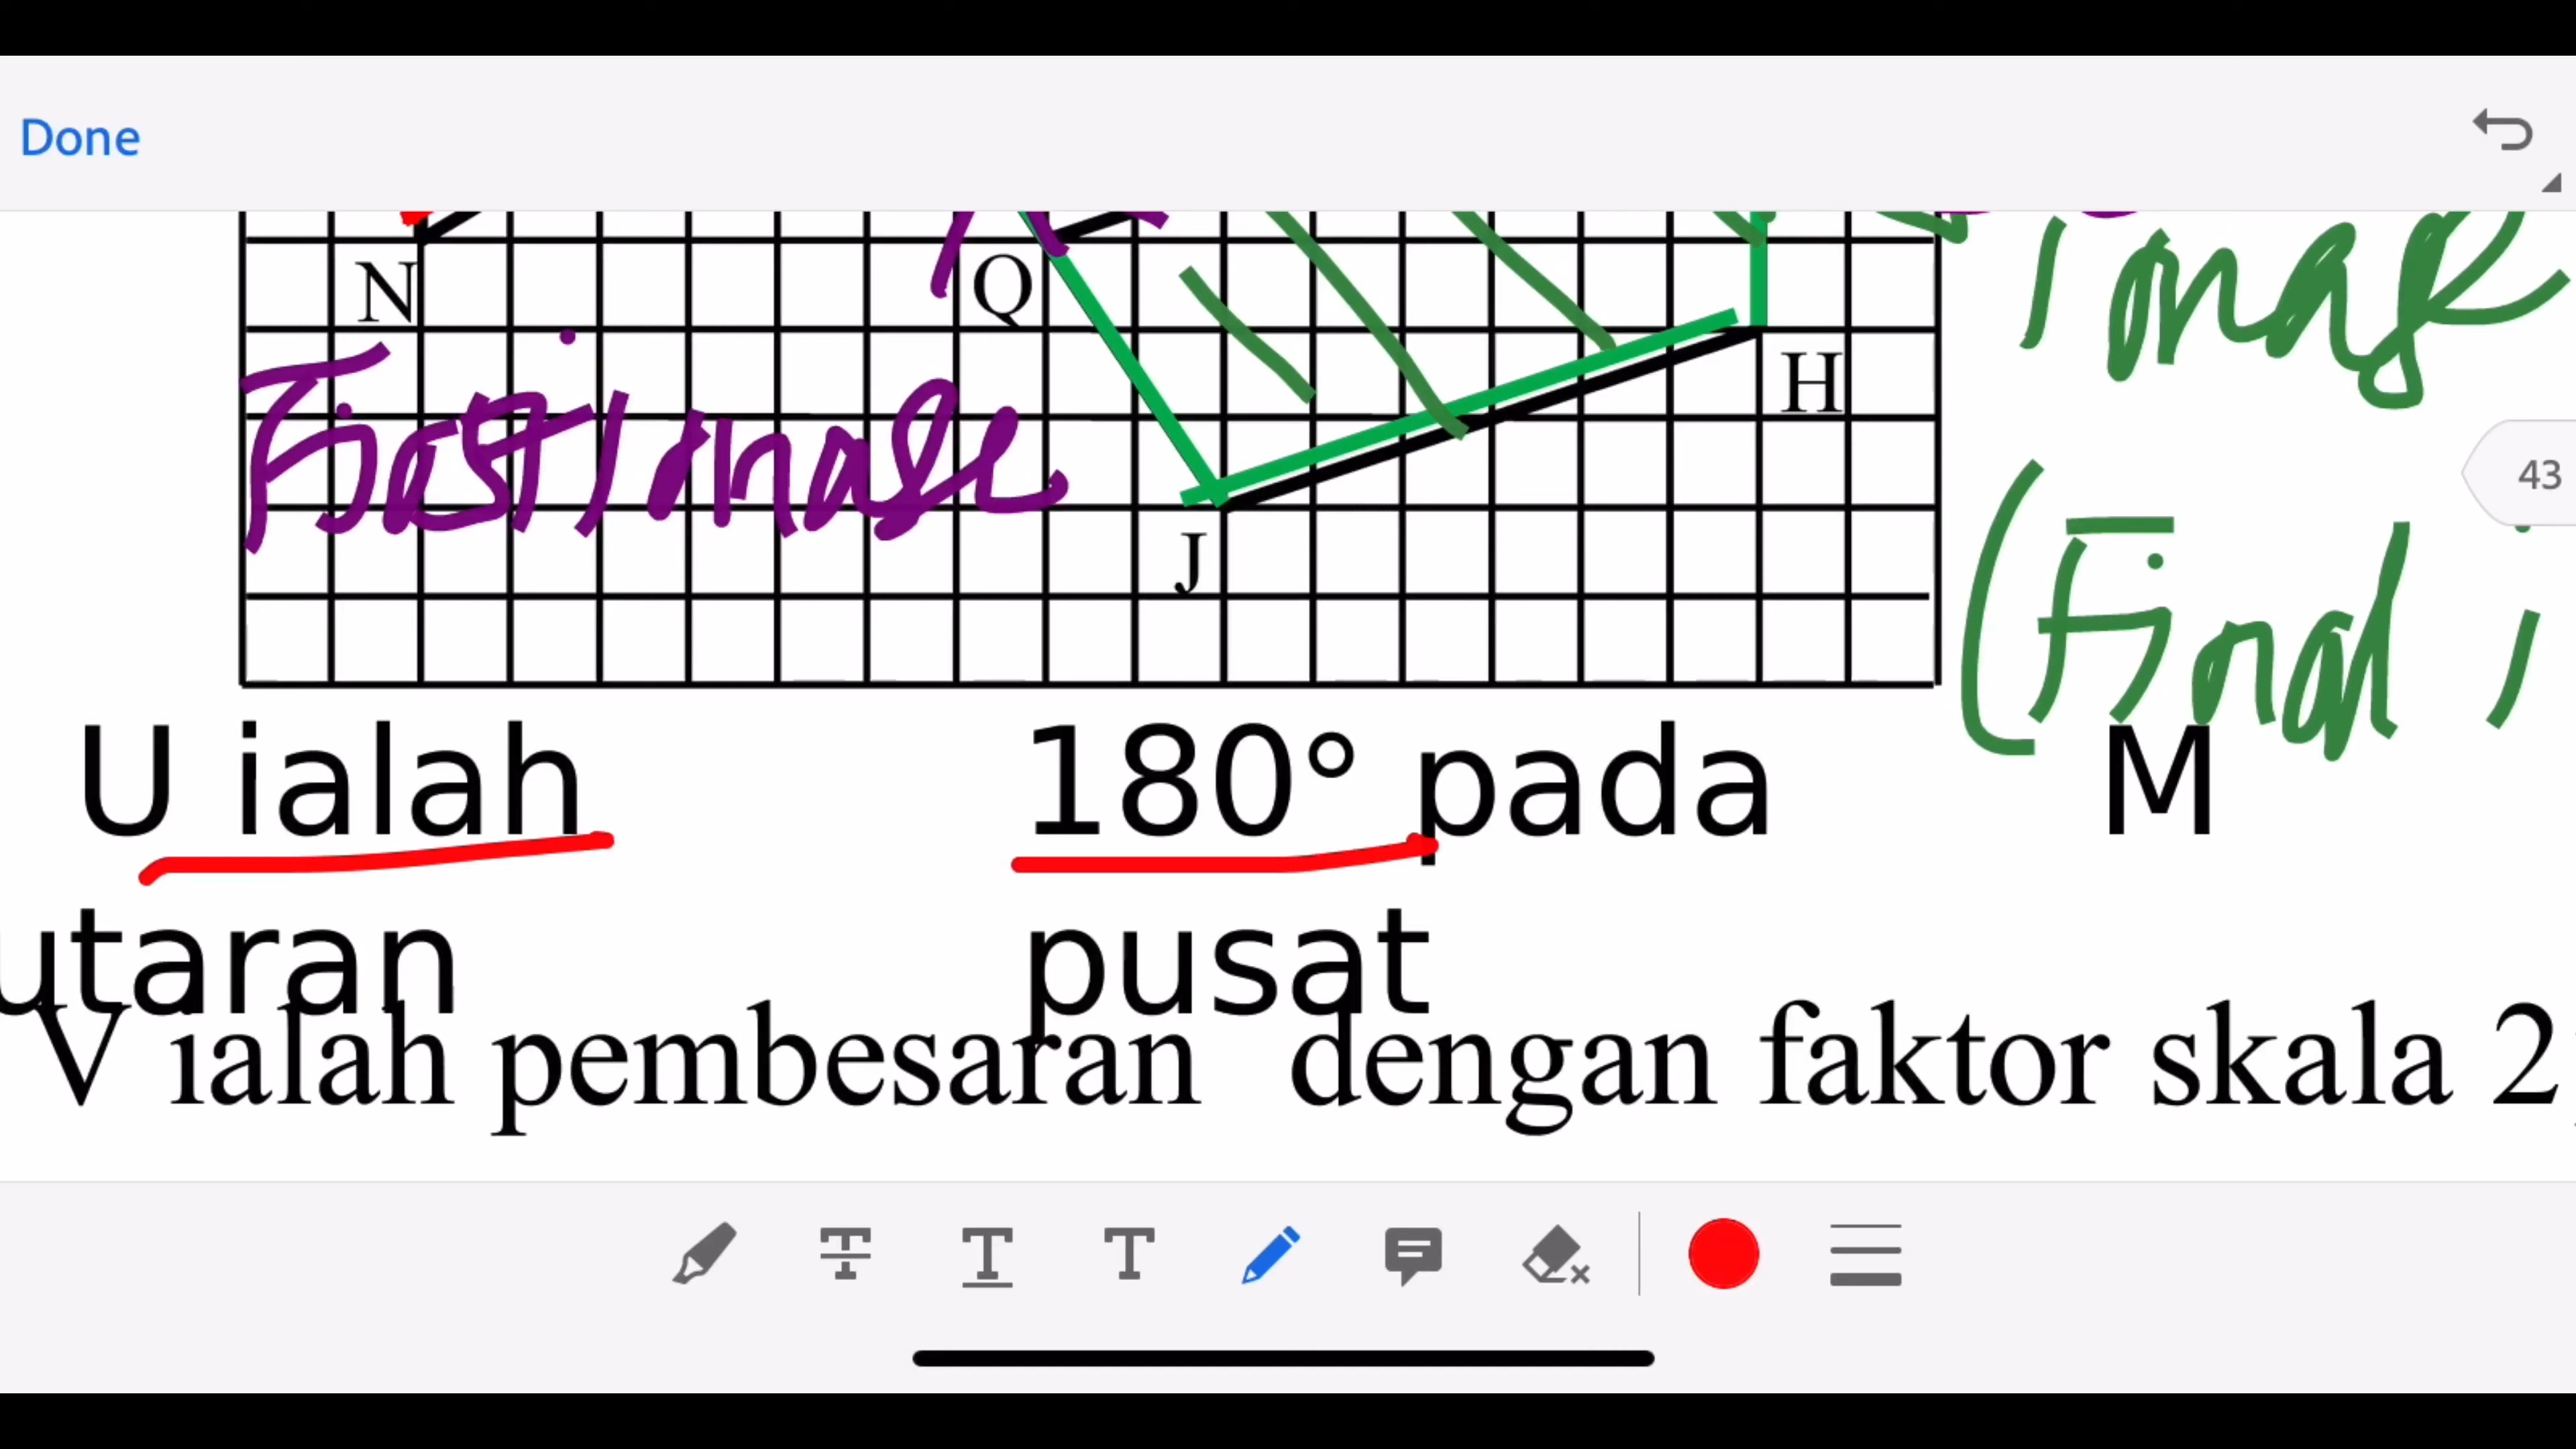 Done
image
N
Q
H
First image
43
J
(Final i
U ialah 180° pada M
utaran pusat
V ialah pembesaran dengan faktor skala 2